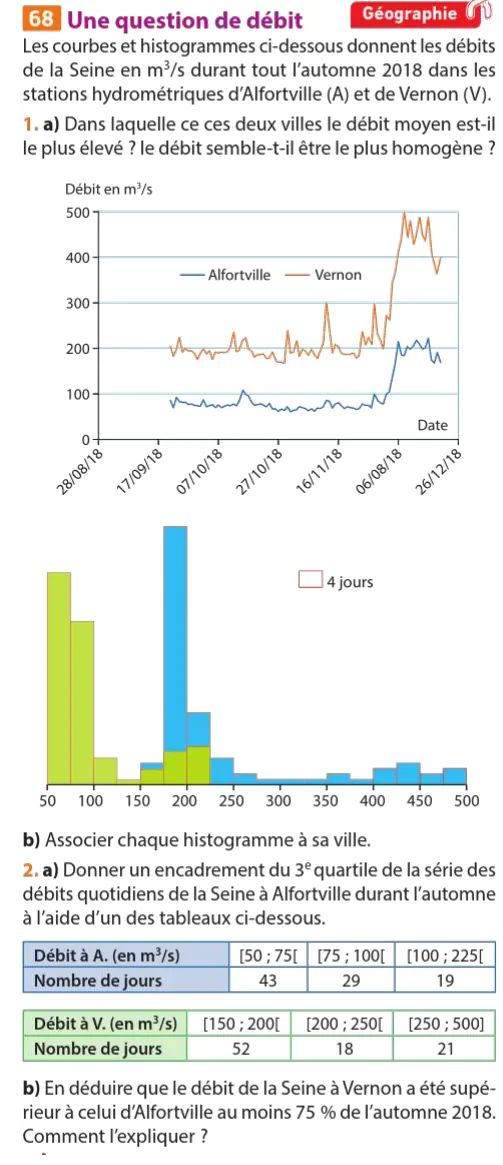 68 Une question de débit
Géographie
Les courbes et histogrammes ci-dessous donnent les débits
de la Seine en m³/s durant tout l'automne 2018 dans les
stations hydrométriques d'Alfortville (A) et de Vernon (V).
1. a) Dans laquelle ce ces deux villes le débit moyen est-il
le plus élevé ? le débit semble-t-il être le plus homogène ?
Débit en m³/s
500
400
Alfortville Vernon
300
200
100
Date
0
28/08/18 17/09/18 07/10/18 27/10/18 16/11/18 06/08/18 26/12/18
4 jours
50 100 150 200 250 300 350 400 450 500
b) Associer chaque histogramme à sa ville.
2. a) Donner un encadrement du 3e quartile de la série des
débits quotidiens de la Seine à Alfortville durant l'automne
à l'aide d'un des tableaux ci-dessous.
Débit à A. (en m³/s) [50 ; 75[ [75 ; 100[ [100 ; 225[
Nombre de jours 43 29 19
Débit à V. (en m³/s) [150 ; 200[ [200 ; 250[ [250 ; 500]
Nombre de jours 52 18 21
b) En déduire que le débit de la Seine à Vernon a été supé-
rieur à celui d'Alfortville au moins 75 % de l'automne 2018.
Comment l'expliquer ?